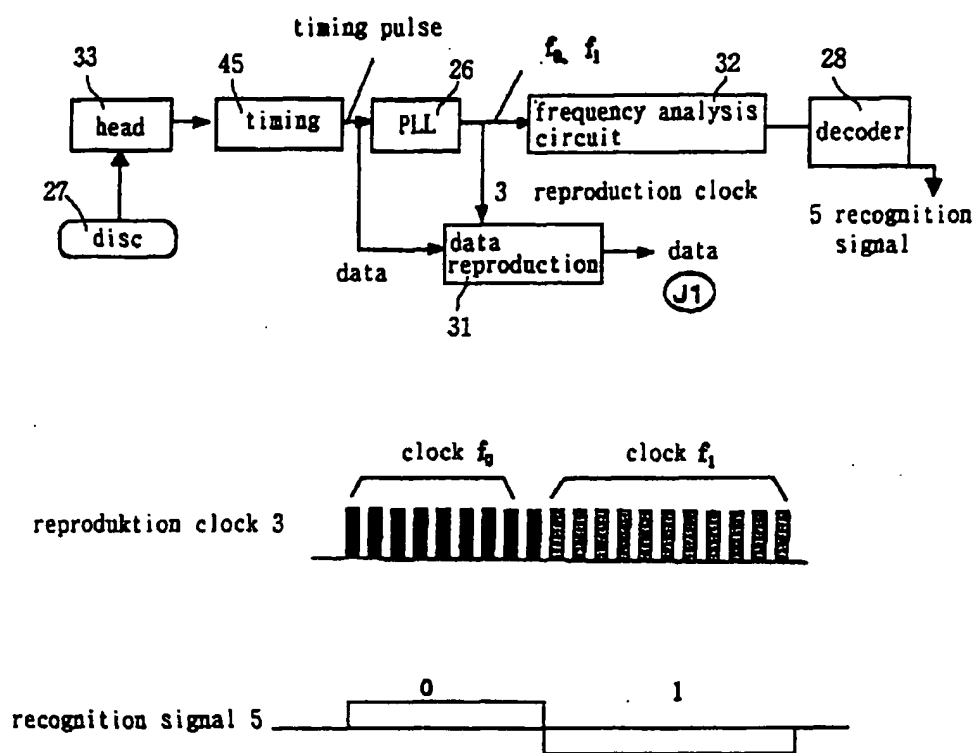 timing pulse
f0, f1
33
45
26
32
28
head
timing
PLL
frequency analysis
circuit
decoder
27
disc
3 reproduction clock
data
data
reproduction
data
5 recognition
signal
31
J1
clock f0
clock f1
reproduktion clock 3
0
1
recognition signal 5